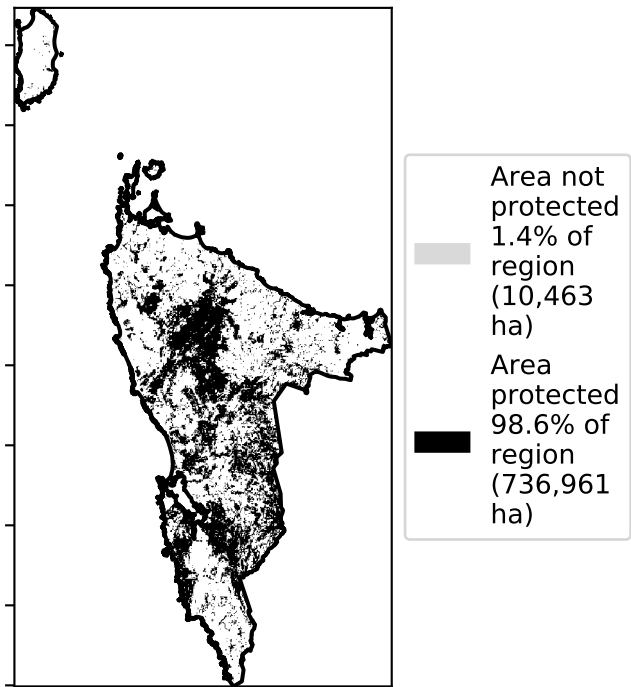 Area not
protected
1.4% of
region
(10,463
ha)
Area
protected
98.6% of
region
(736,961
ha)